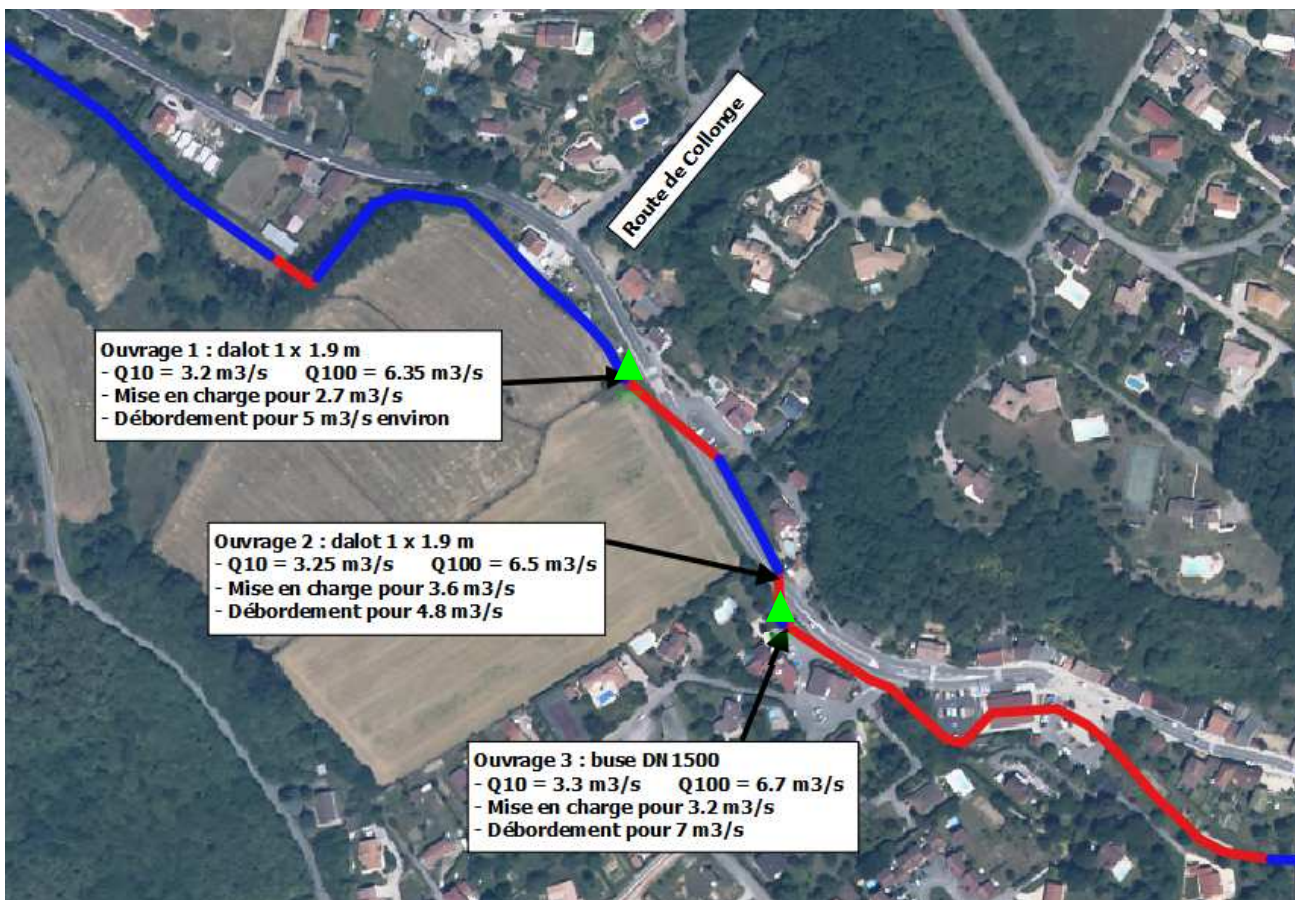 Route de Collonge
Ouvrage 1 : dalot 1 x 1.9 m
- Q10 = 3.2 m3/s Q100 = 6.35 m3/s
- Mise en charge pour 2.7 m3/s
- Débordement pour 5 m3/s environ
Ouvrage 2 : dalot 1 x 1.9 m
- Q10 = 3.25 m3/s Q100 = 6.5 m3/s
- Mise en charge pour 3.6 m3/s
- Débordement pour 4.8 m3/s
Ouvrage 3 : buse DN 1500
- Q10 = 3.3 m3/s Q100 = 6.7 m3/s
- Mise en charge pour 3.2 m3/s
- Débordement pour 7 m3/s